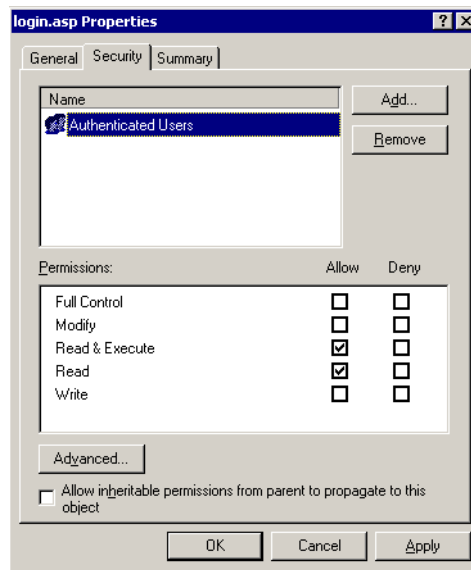 login.asp Properties
General Security Summary
Name
Authenticated Users
Add...
Remove
Permissions: Allow Deny
Full Control
Modify
Read & Execute
Read
Write
Advanced...
Allow inheritable permissions from parent to propagate to this
object
OK Cancel Apply